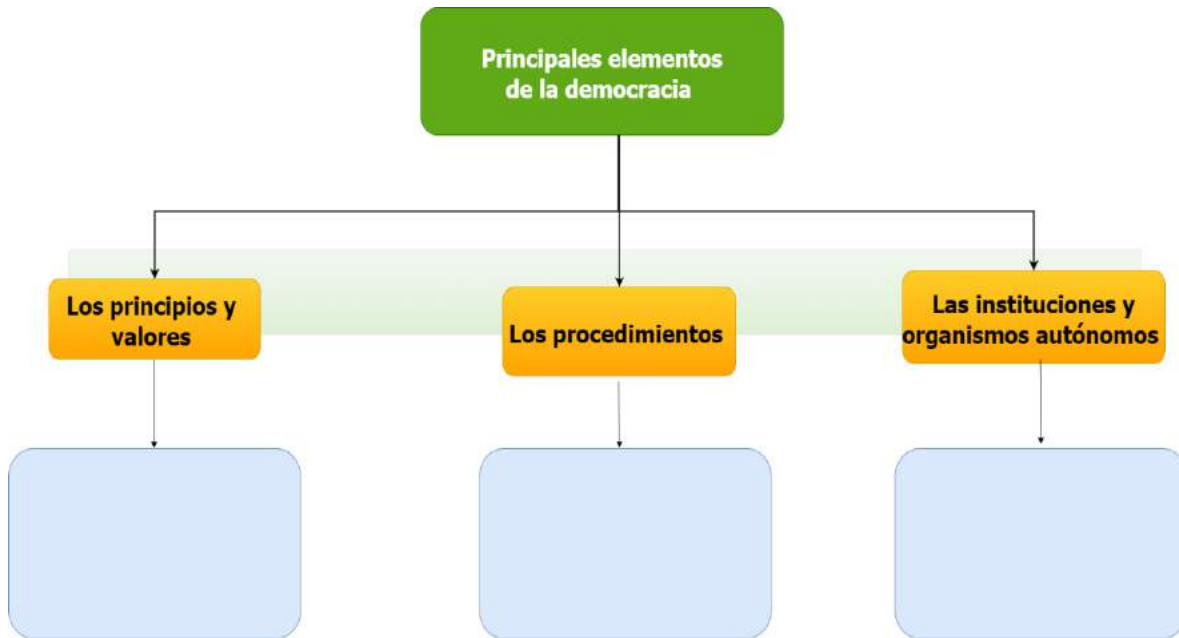 Principales elementos
de la democracia
Los principios y
valores
Los procedimientos
Las instituciones y
organismos autónomos